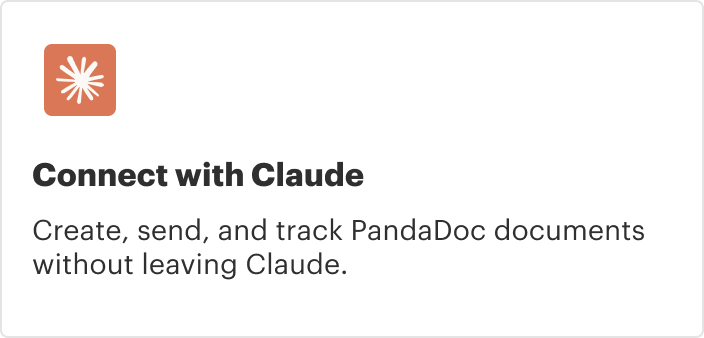 Connect with Claude
Create, send, and track PandaDoc documents
without leaving Claude.